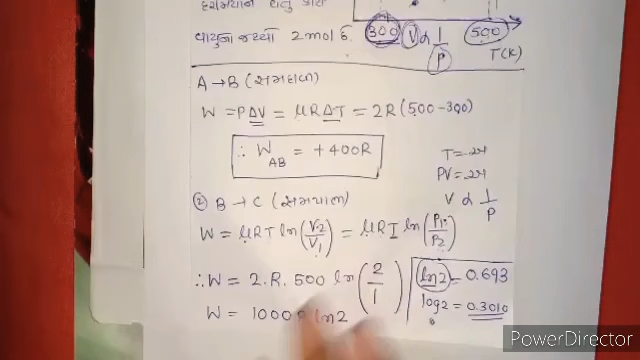 વાયુના જથ્થો 2 mol છે.
300 V ∝ 1/P 500
T(K)
A → B (સમદાબ)
W = PΔV = μRΔT = 2R (500 - 300)
∴ W_AB = +400R
T = અચળ
PV = અચળ
V ∝ 1/P
② B → C (સમતાપ)
W = μRT ln (V₂/V₁) = μRT ln (P₁/P₂)
∴ W = 2.R. 500 ln (2/1)
ln2 = 0.693
W = 1000R ln2
log2 = 0.3010
PowerDirector